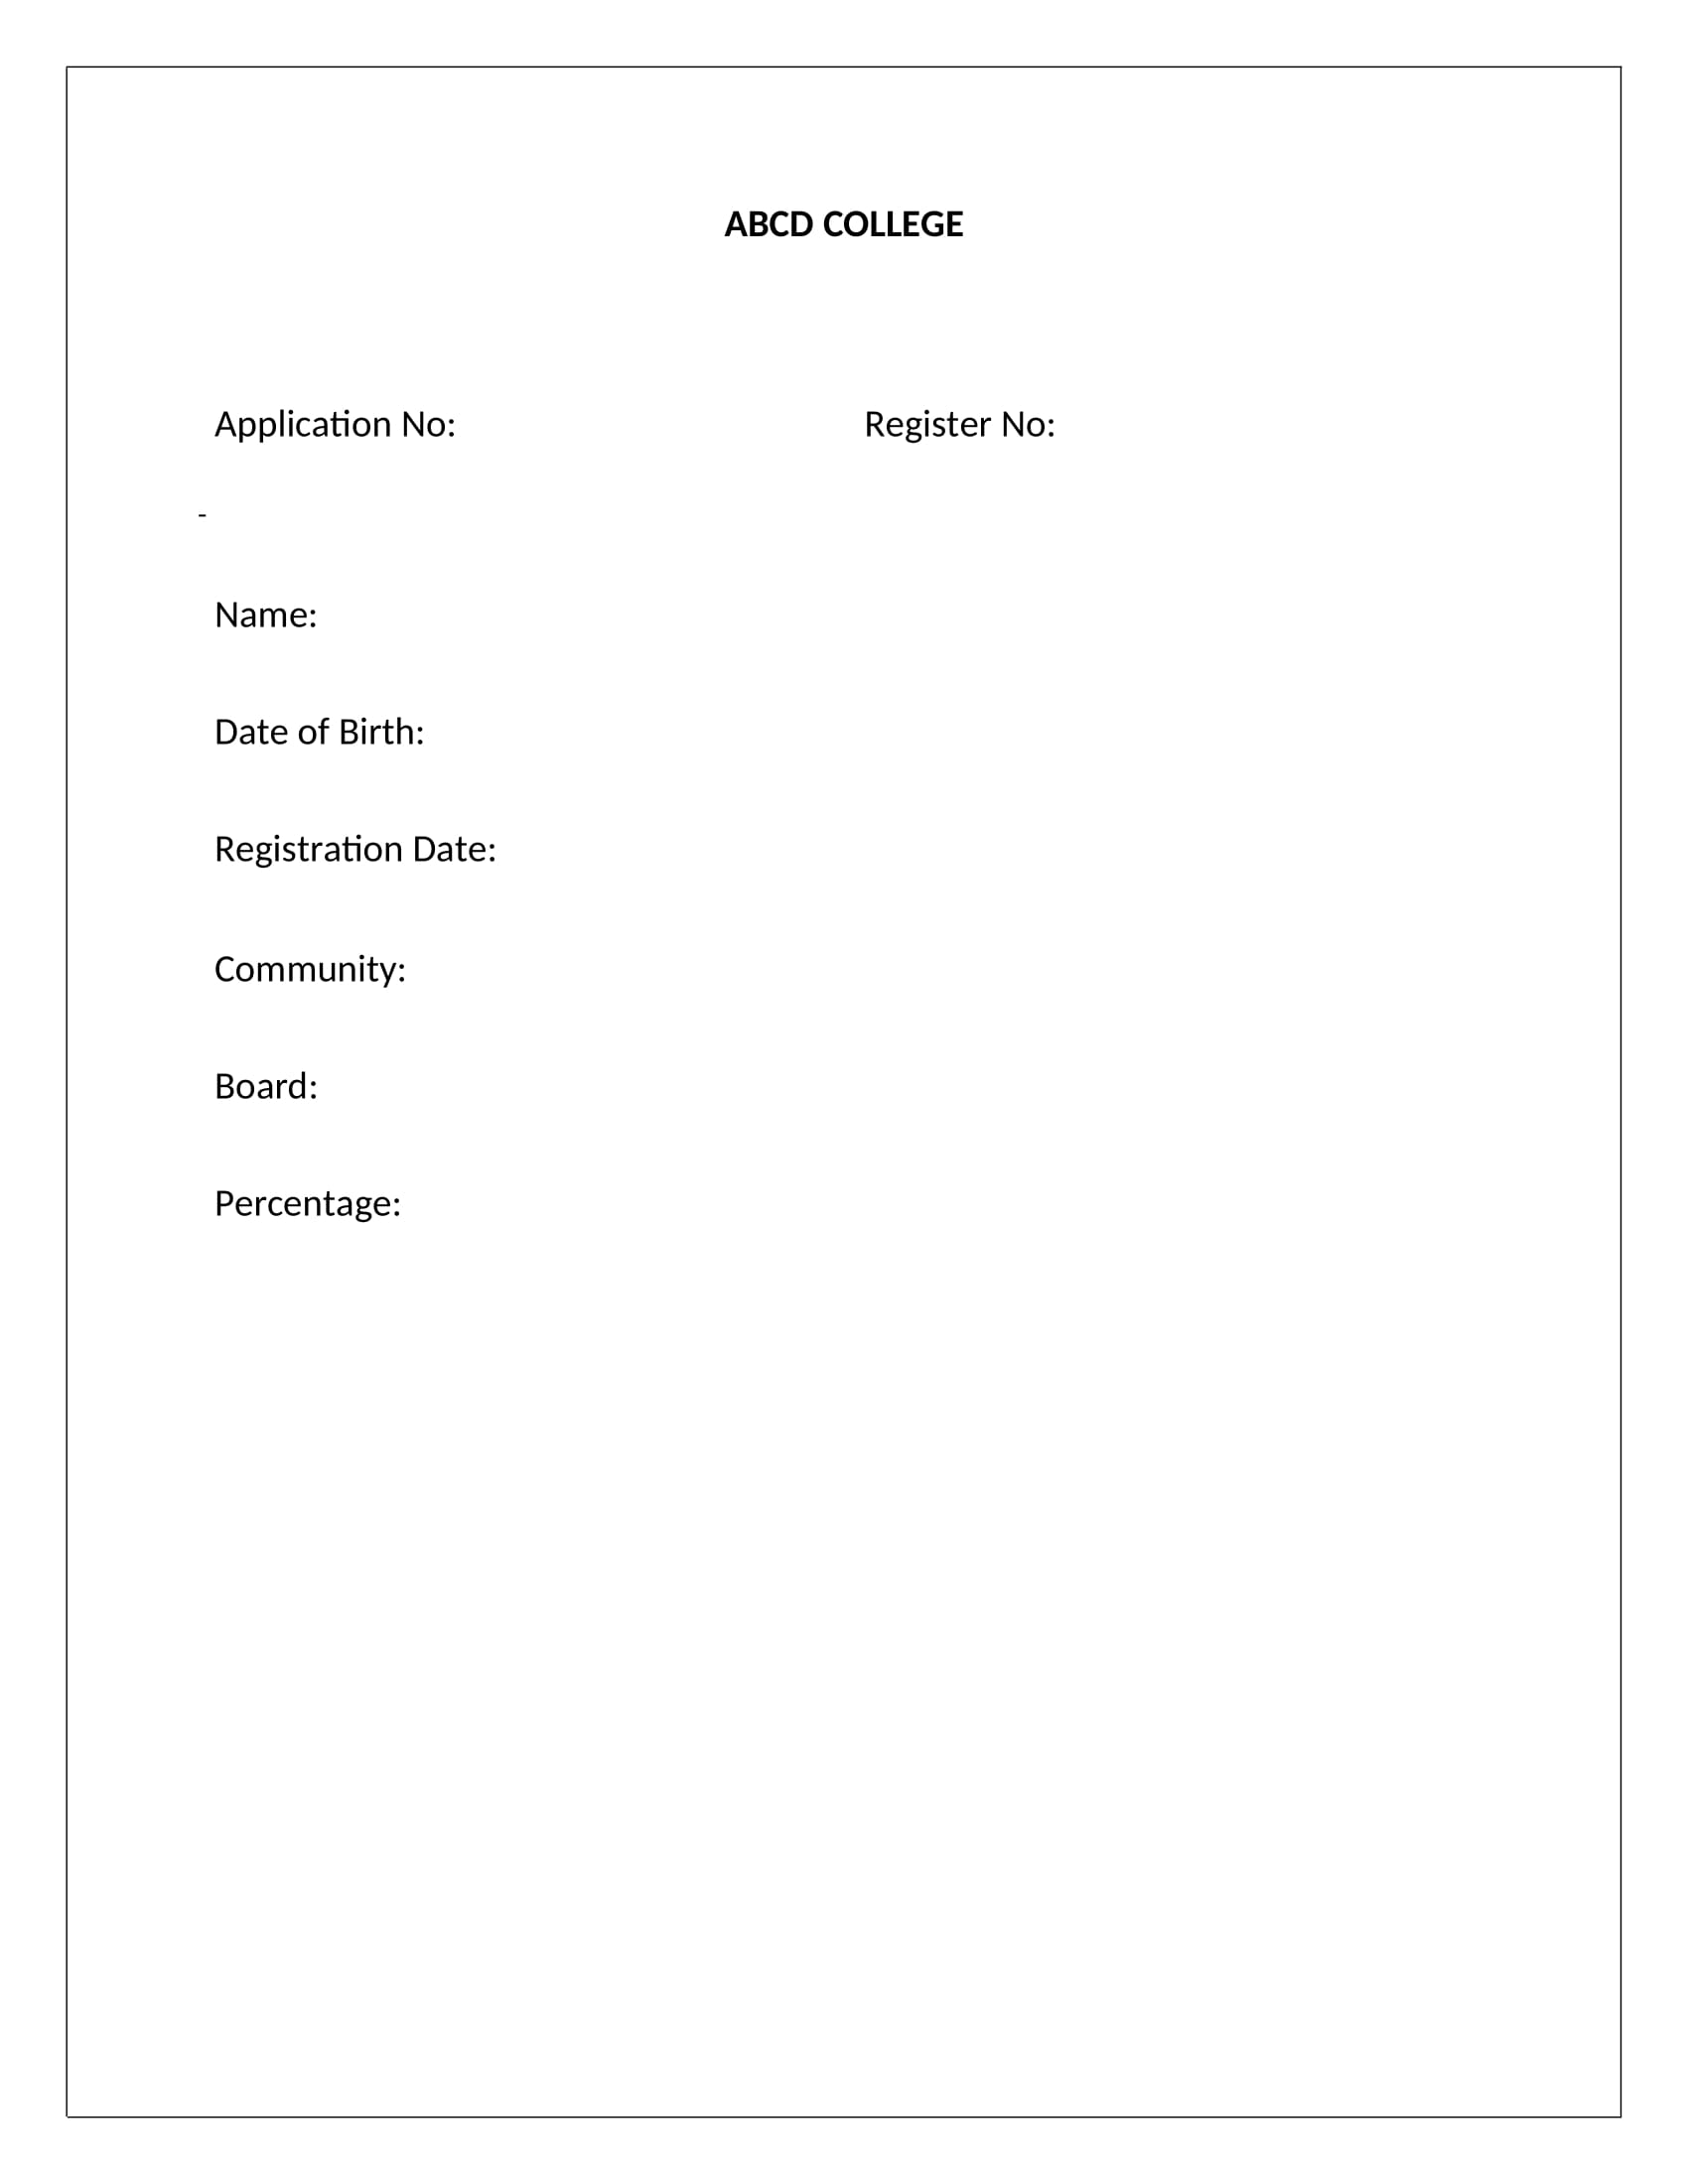 ABCD COLLEGE
Application No: Register No:
-
Name:
Date of Birth:
Registration Date:
Community:
Board:
Percentage: